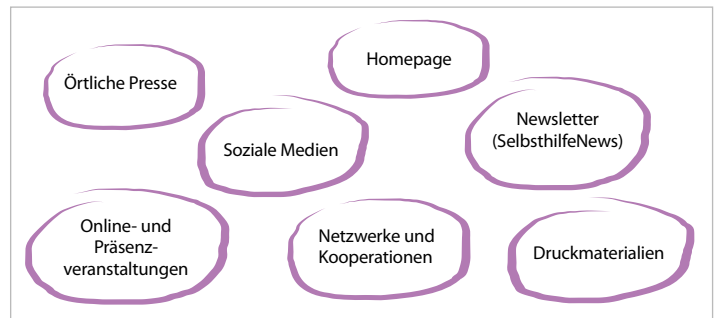 Örtliche Presse
Homepage
Soziale Medien
Newsletter
(SelbsthilfeNews)
Online- und
Präsenz-
veranstaltungen
Netzwerke und
Kooperationen
Druckmaterialien